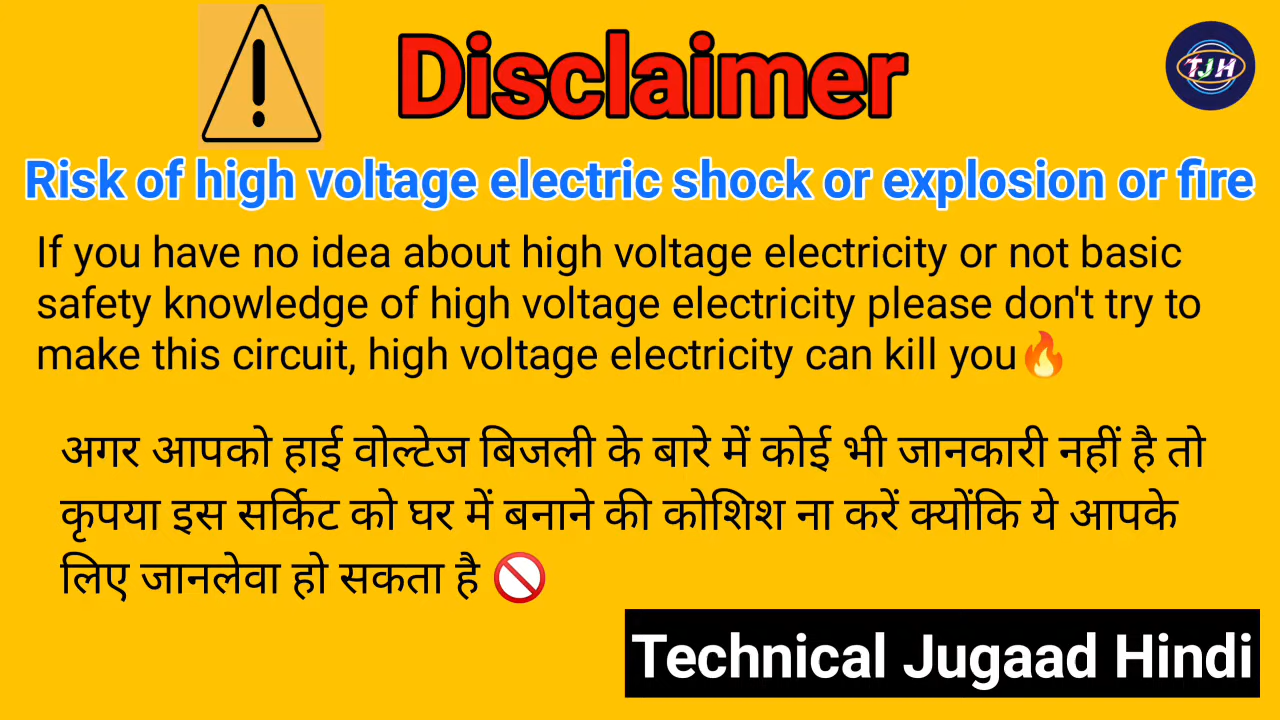 Disclaimer
TJH
Risk of high voltage electric shock or explosion or fire
If you have no idea about high voltage electricity or not basic
safety knowledge of high voltage electricity please don't try to
make this circuit, high voltage electricity can kill you🔥
अगर आपको हाई वोल्टेज बिजली के बारे में कोई भी जानकारी नहीं है तो
कृपया इस सर्किट को घर में बनाने की कोशिश ना करें क्योंकि ये आपके
लिए जानलेवा हो सकता है 🚫
Technical Jugaad Hindi